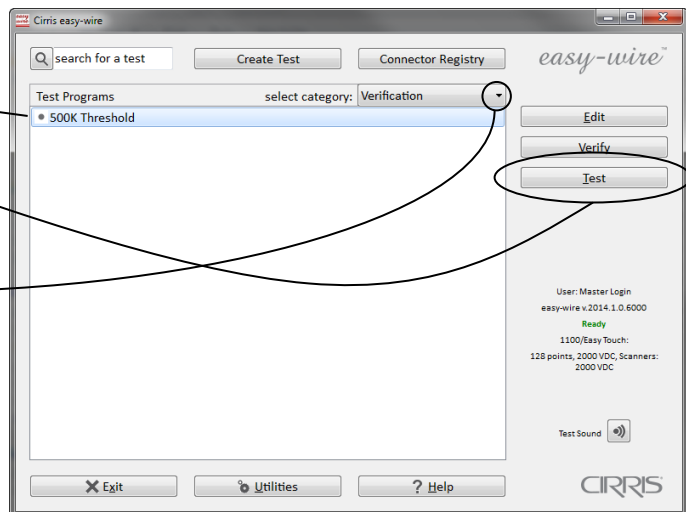 Cirris easy-wire
search for a test
Create Test
Connector Registry
easy-wire™
Test Programs
select category:
Verification
500K Threshold
Edit
Verify
Test
User: Master Login
easy-wire v.2014.1.0.6000
Ready
1100/Easy Touch:
128 points, 2000 VDC, Scanners:
2000 VDC
Test Sound
Exit
Utilities
? Help
CIRRIS